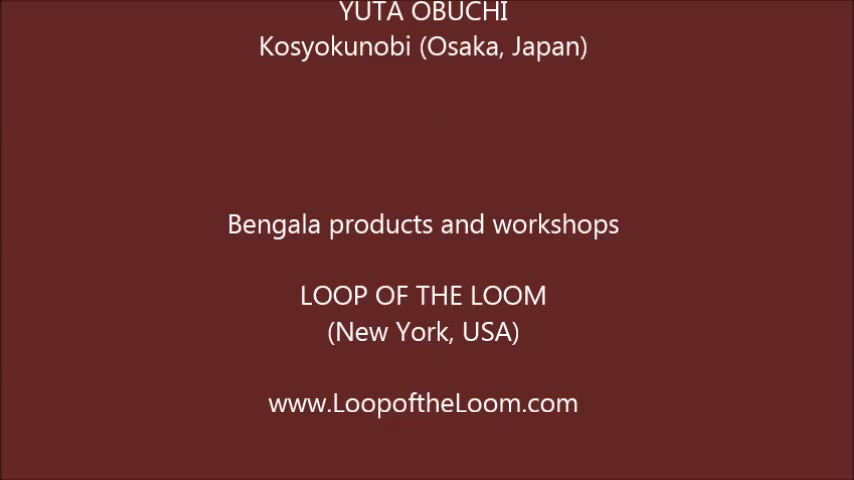 YUTA OBUCHI
Kosyokunobi (Osaka, Japan)
Bengala products and workshops
LOOP OF THE LOOM
(New York, USA)
www.LoopoftheLoom.com